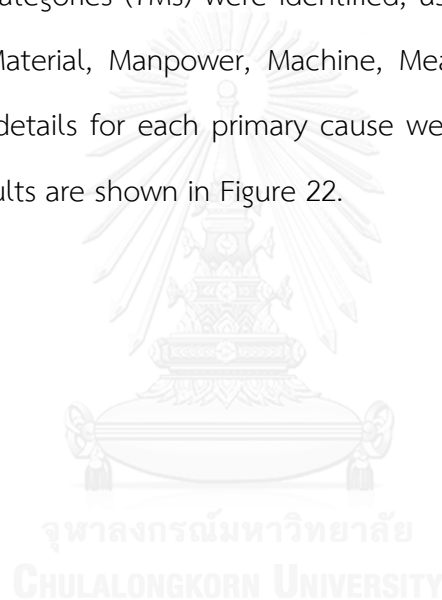 categories (7Ms) were identified, us
Material, Manpower, Machine, Mea
details for each primary cause we
ults are shown in Figure 22.
จุฬาลงกรณ์มหาวิทยาลัย
CHULALONGKORN UNIVERSITY